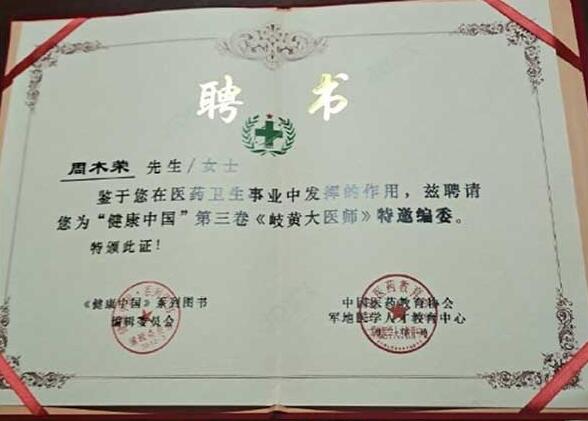 聘书
周木荣 先生/女士
鉴于您在医药卫生事业中发挥的作用，兹聘请
您为“健康中国”第三卷《岐黄大医师》特邀编委。
特颁此证！
《健康中国》系列图书
编辑委员会
中国医药教育协会
军地医学人才教育中心